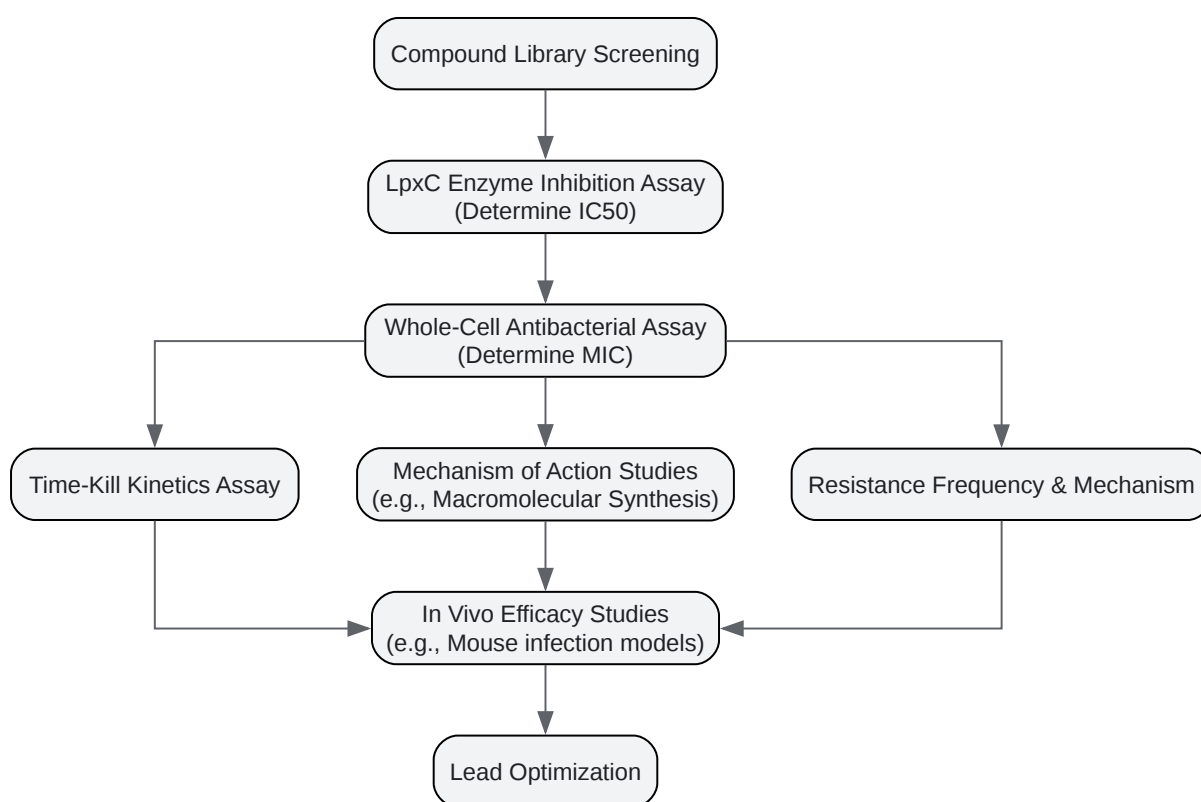 Compound Library Screening
LpxC Enzyme Inhibition Assay
(Determine IC50)
Whole-Cell Antibacterial Assay
(Determine MIC)
Time-Kill Kinetics Assay
Mechanism of Action Studies
(e.g., Macromolecular Synthesis)
Resistance Frequency & Mechanism
In Vivo Efficacy Studies
(e.g., Mouse infection models)
Lead Optimization